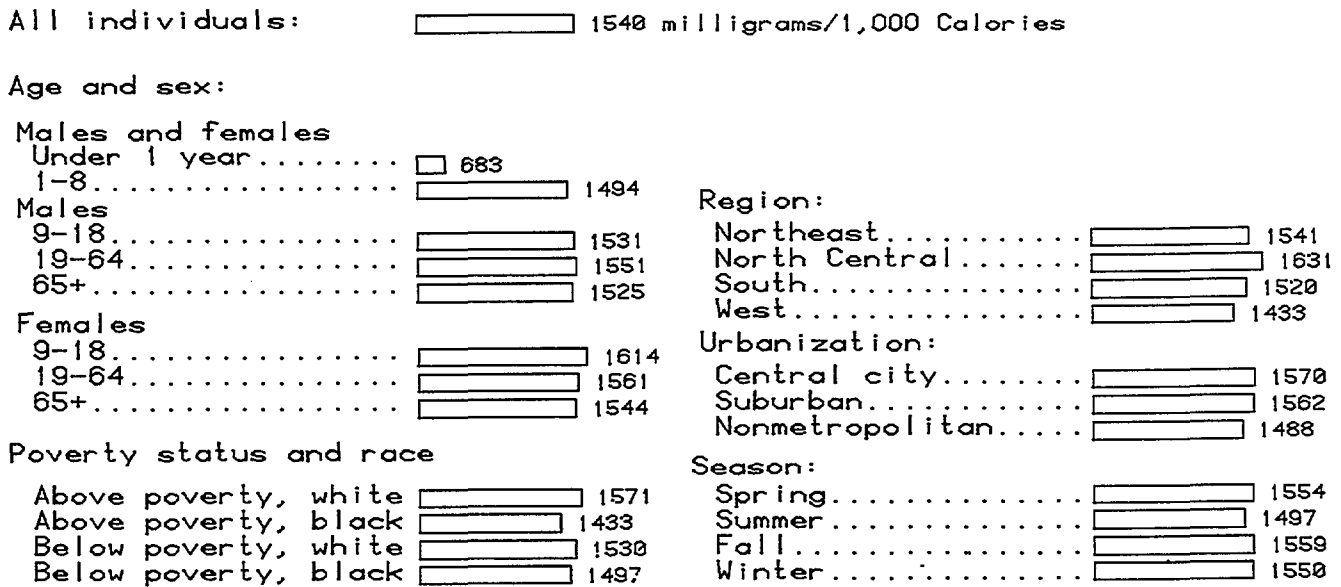 All individuals: 1540 milligrams/1,000 Calories
Age and sex:
Males and females
Under 1 year........ 683
1-8................. 1494
Males
9-18................ 1531
19-64............... 1551
65+................. 1525
Females
9-18................ 1614
19-64............... 1561
65+................. 1544
Poverty status and race
Above poverty, white 1571
Above poverty, black 1433
Below poverty, white 1530
Below poverty, black 1497
Region:
Northeast........... 1541
North Central....... 1631
South............... 1520
West................ 1433
Urbanization:
Central city........ 1570
Suburban............ 1562
Nonmetropolitan..... 1488
Season:
Spring.............. 1554
Summer.............. 1497
Fall................ 1559
Winter.............. 1550